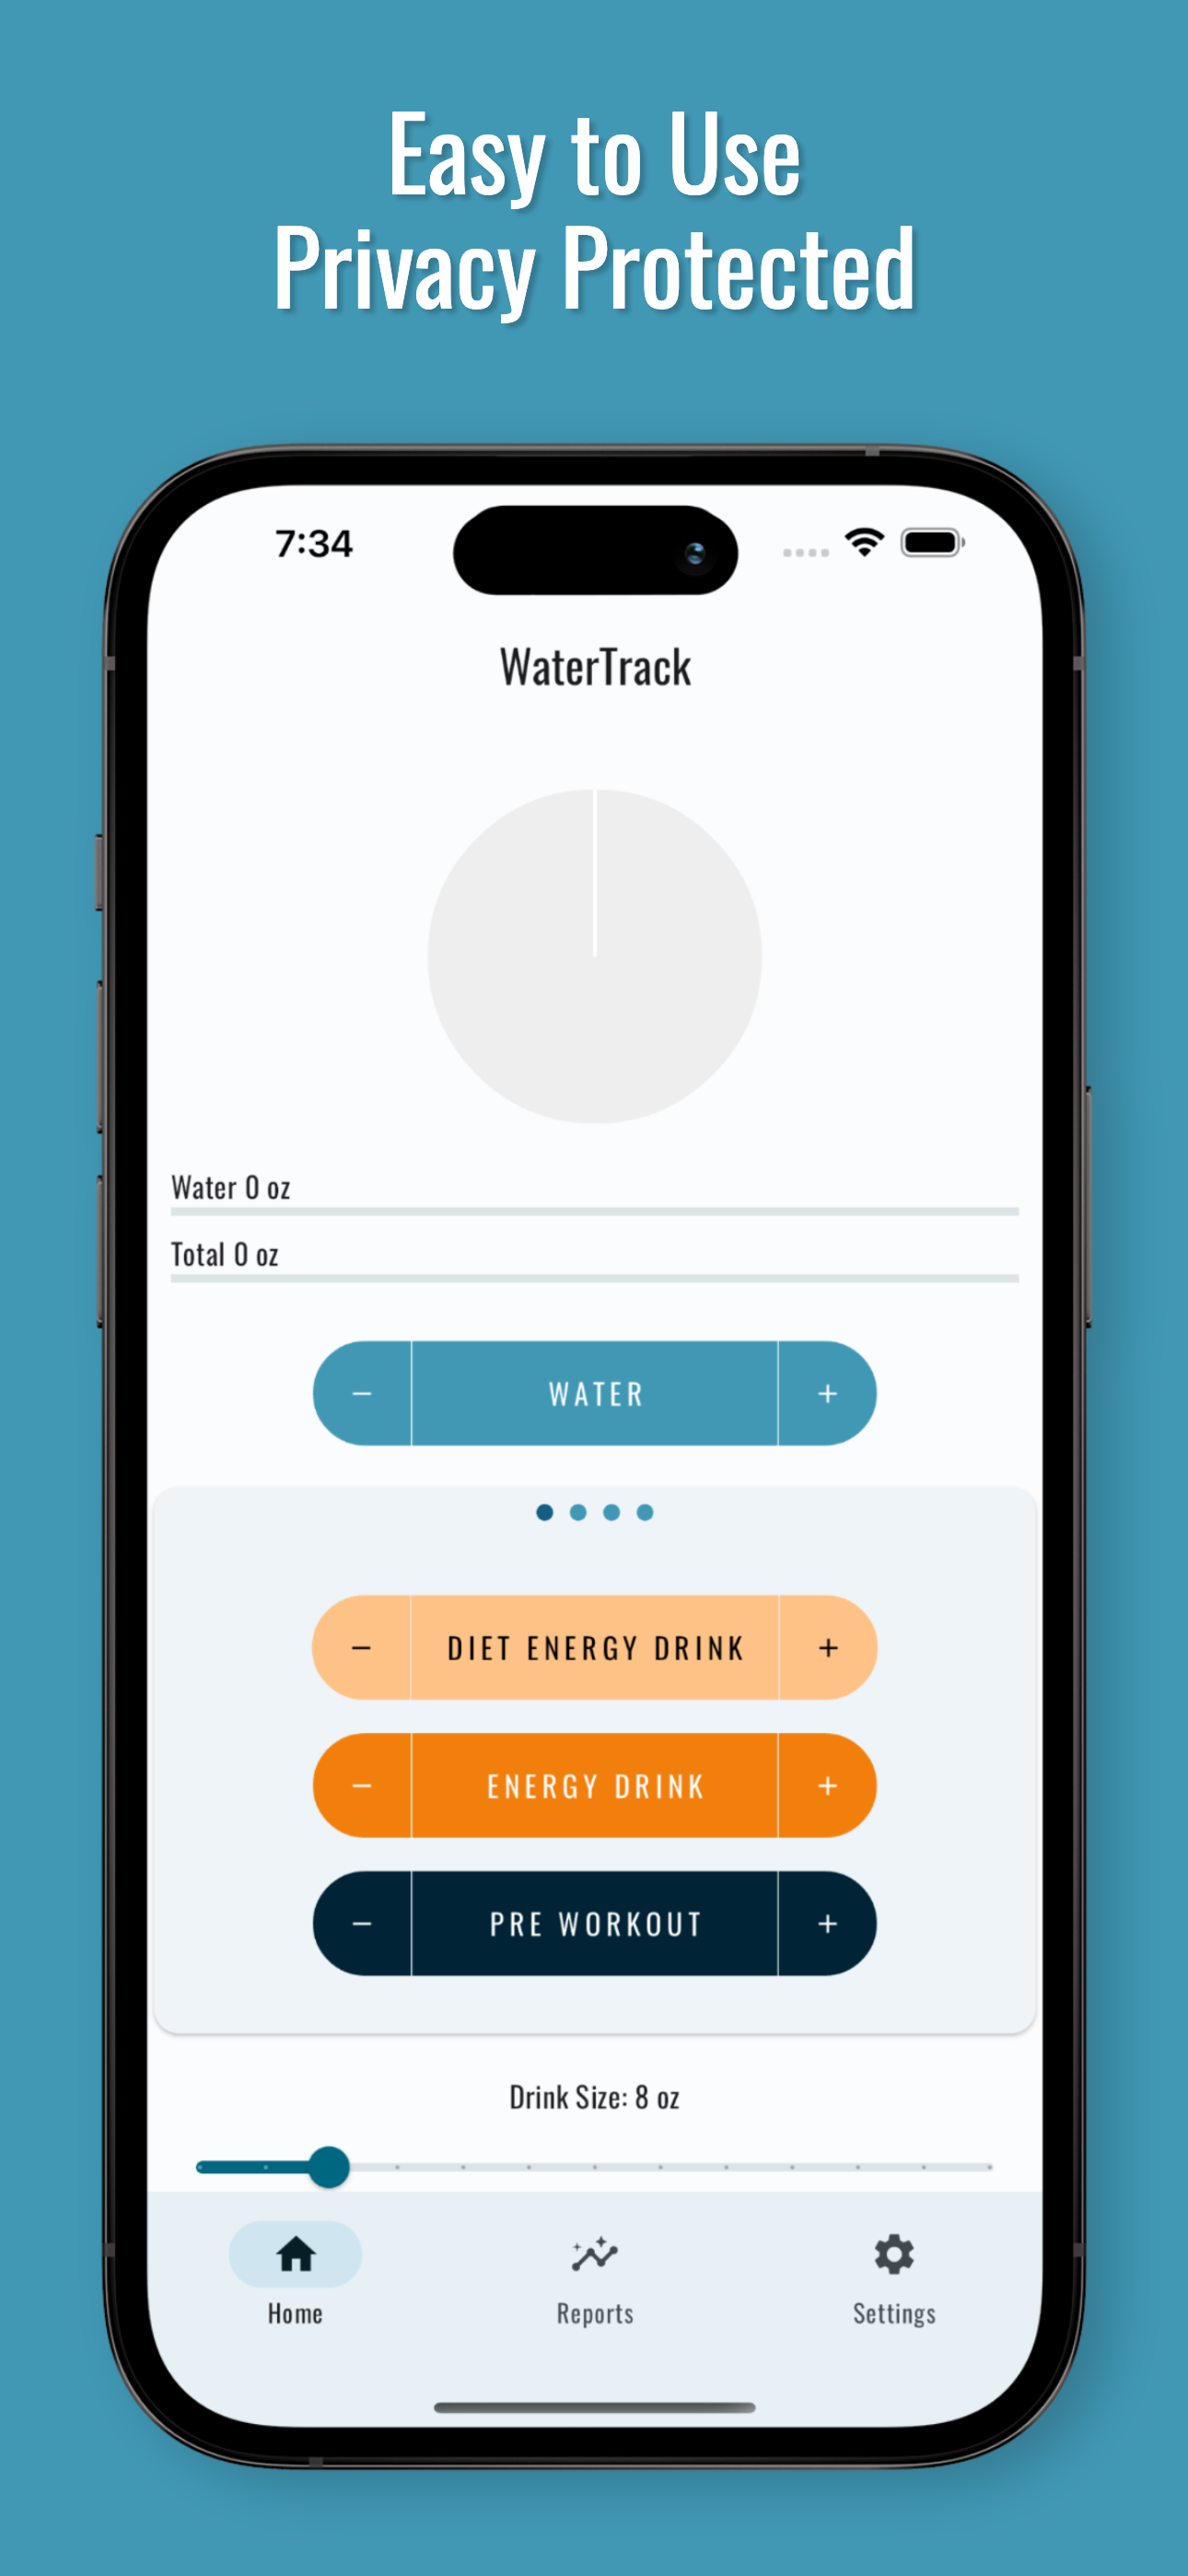 Easy to Use
Privacy Protected
7:34
WaterTrack
Water 0 oz
Total 0 oz
− WATER +
− DIET ENERGY DRINK +
− ENERGY DRINK +
− PRE WORKOUT +
Drink Size: 8 oz
Home Reports Settings